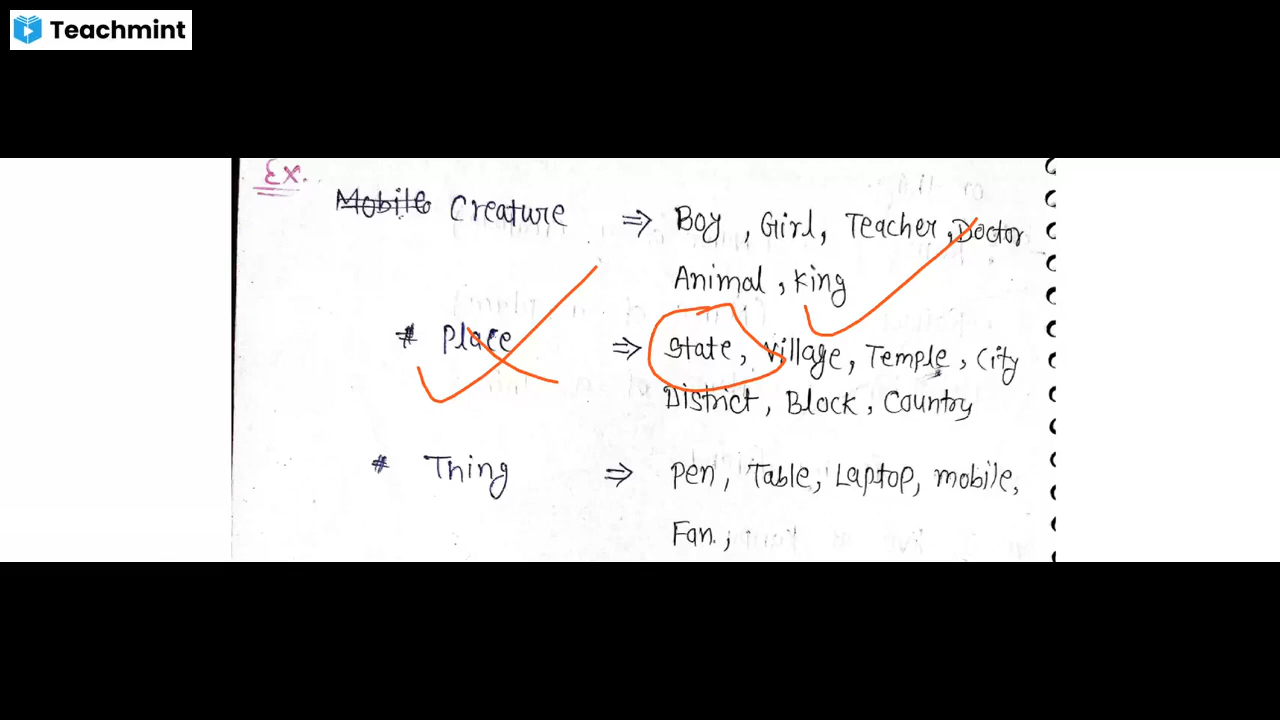 Teachmint
Ex.
Mobile Creature ⇒ Boy, Girl, Teacher, Doctor
Animal, King
# Place ⇒ State, Village, Temple, City
District, Block, Country
# Thing ⇒ Pen, Table, Laptop, mobile,
Fan,